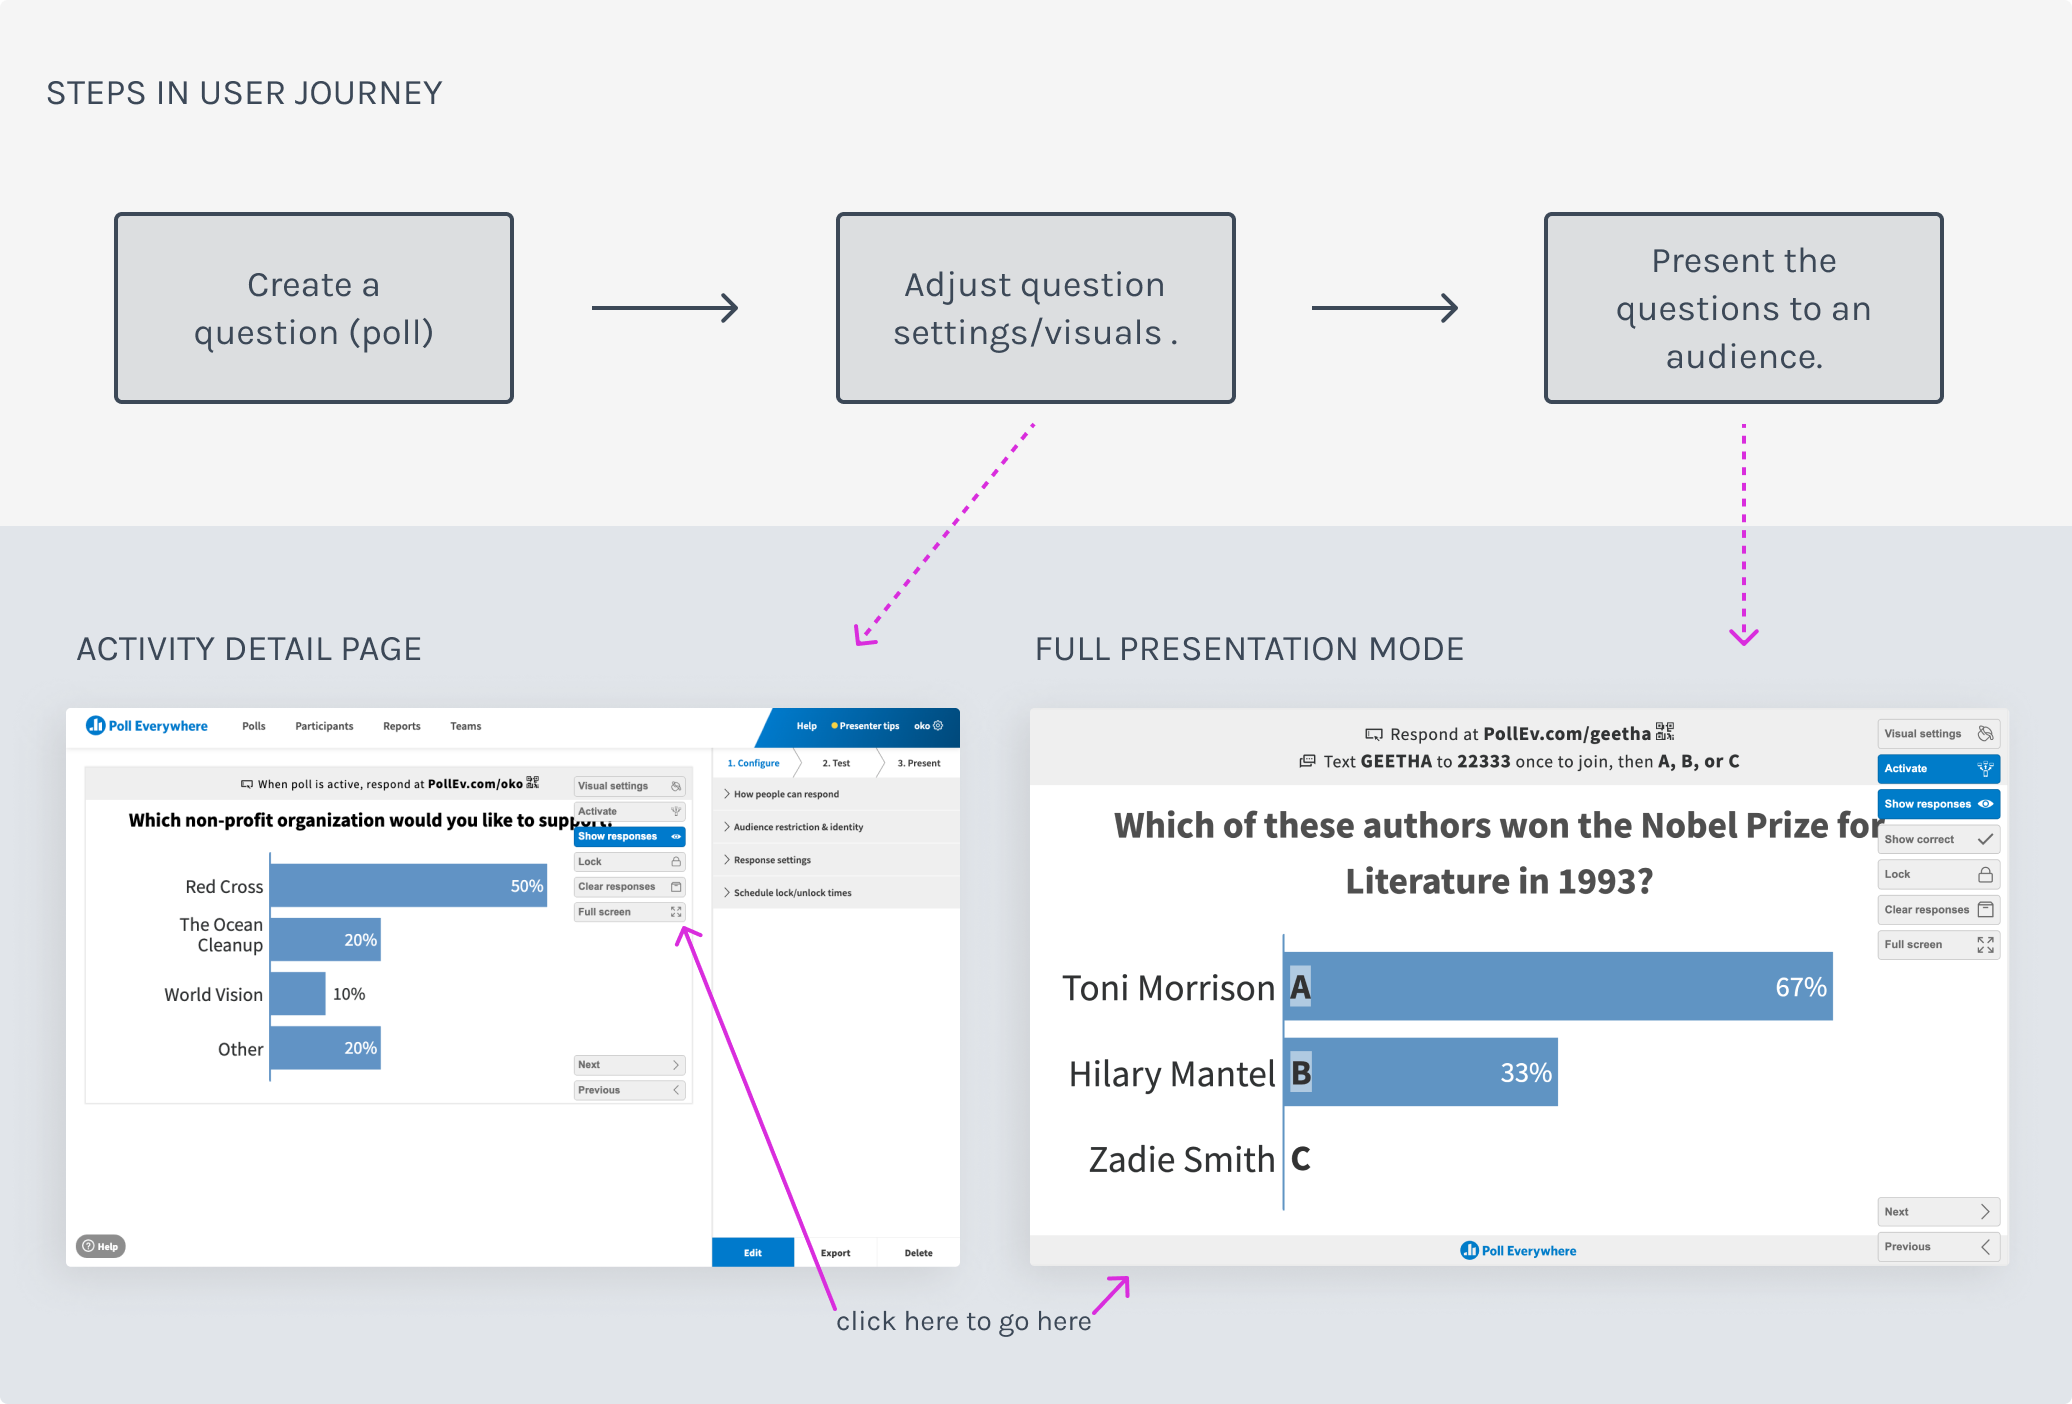 STEPS IN USER JOURNEY
Create a
question (poll)
Adjust question
settings/visuals .
Present the
questions to an
audience.
ACTIVITY DETAIL PAGE
Poll Everywhere
Polls
Participants
Reports
Teams
Help
Presenter tips
oko
When poll is active, respond at PollEv.com/oko
Which non-profit organization would you like to support?
Visual settings
Activate
Show responses
Lock
Clear responses
Full screen
Red Cross
50%
The Ocean
Cleanup
20%
World Vision
10%
Other
20%
Next
Previous
1. Configure
2. Test
3. Present
How people can respond
Audience restriction & identity
Response settings
Schedule lock/unlock times
Help
Edit
Export
Delete
FULL PRESENTATION MODE
Respond at PollEv.com/geetha
Text GEETHA to 22333 once to join, then A, B, or C
Which of these authors won the Nobel Prize for
Literature in 1993?
Visual settings
Activate
Show responses
Show correct
Lock
Clear responses
Full screen
Toni Morrison A 67%
Hilary Mantel B 33%
Zadie Smith C
Next
Previous
Poll Everywhere
click here to go here